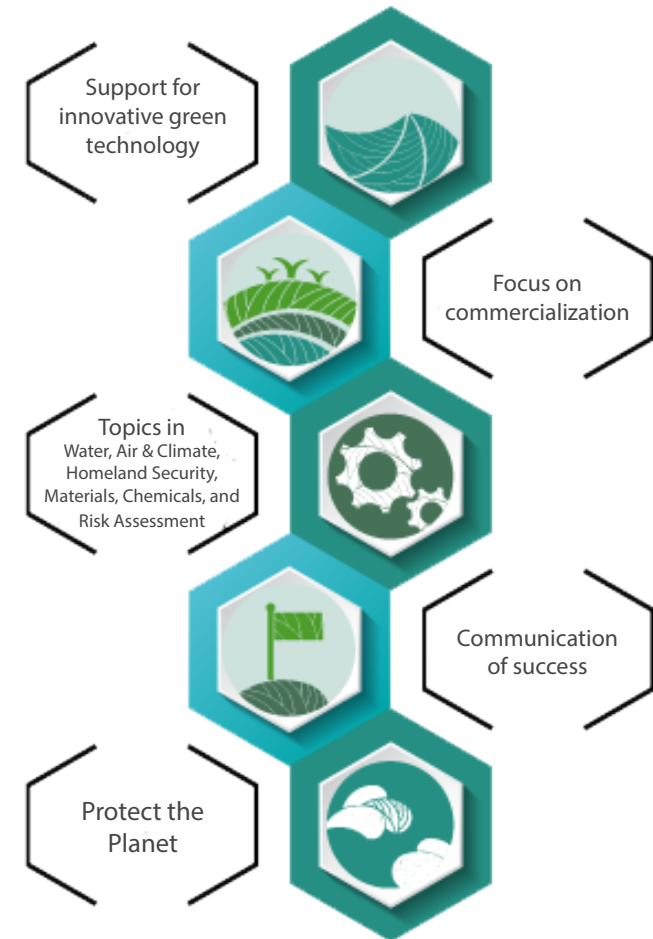 Support for
innovative green
technology
Focus on
commercialization
Topics in
Water, Air & Climate,
Homeland Security,
Materials, Chemicals, and
Risk Assessment
Communication
of success
Protect the
Planet